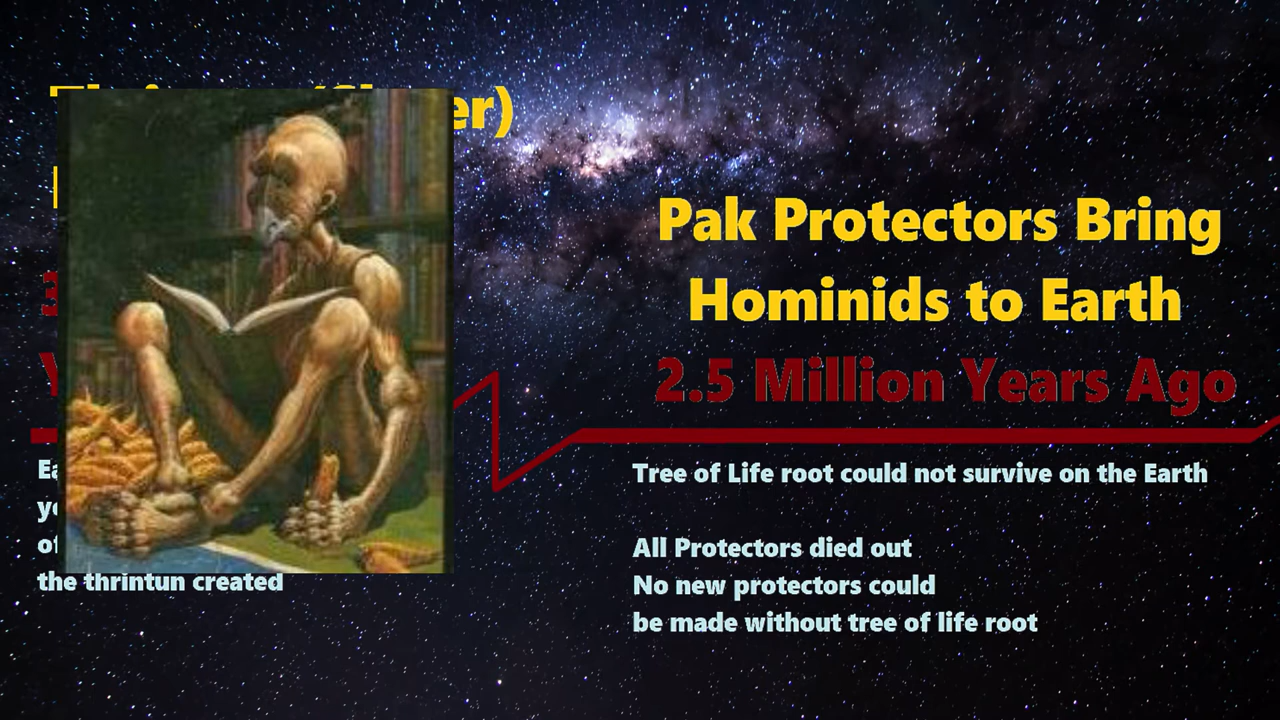 the thrintun created
Pak Protectors Bring
Hominids to Earth
2.5 Million Years Ago
Tree of Life root could not survive on the Earth
All Protectors died out
No new protectors could
be made without tree of life root